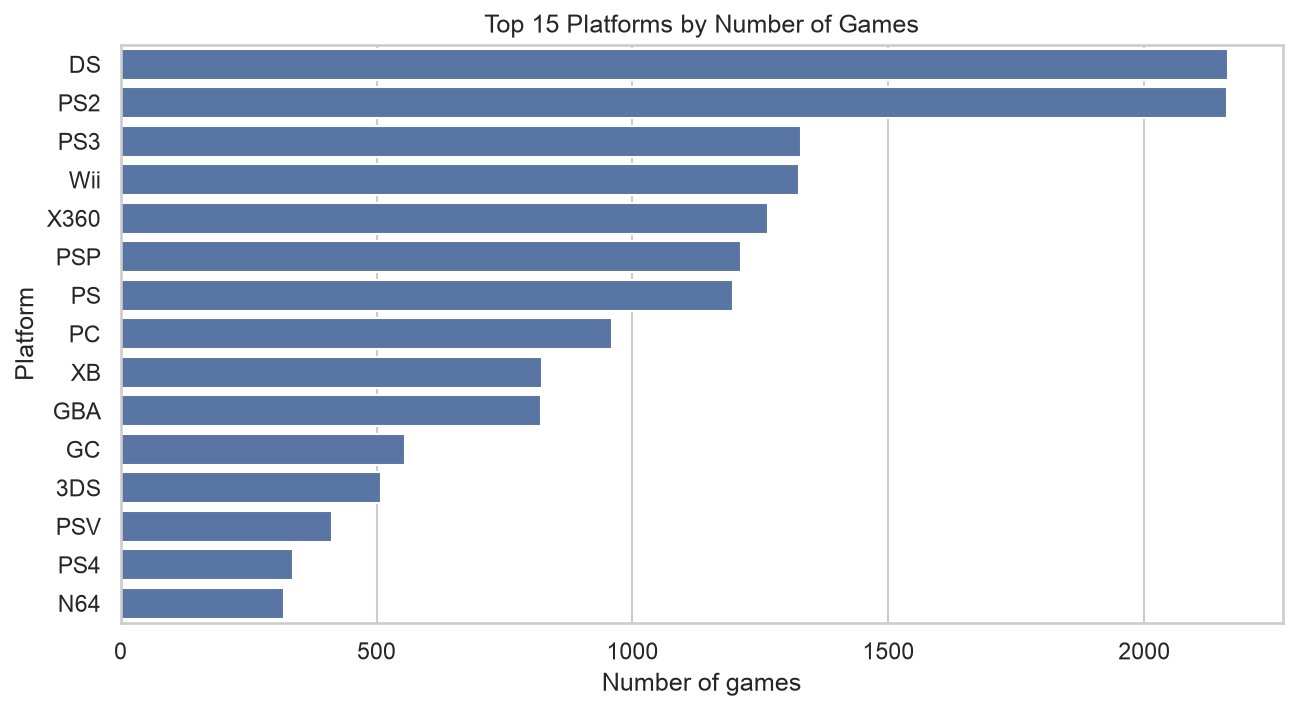 Top 15 Platforms by Number of Games
DS
PS2
PS3
Wii
X360
PSP
PS
PC
XB
GBA
GC
3DS
PSV
PS4
N64
Platform
0 500 1000 1500 2000
Number of games